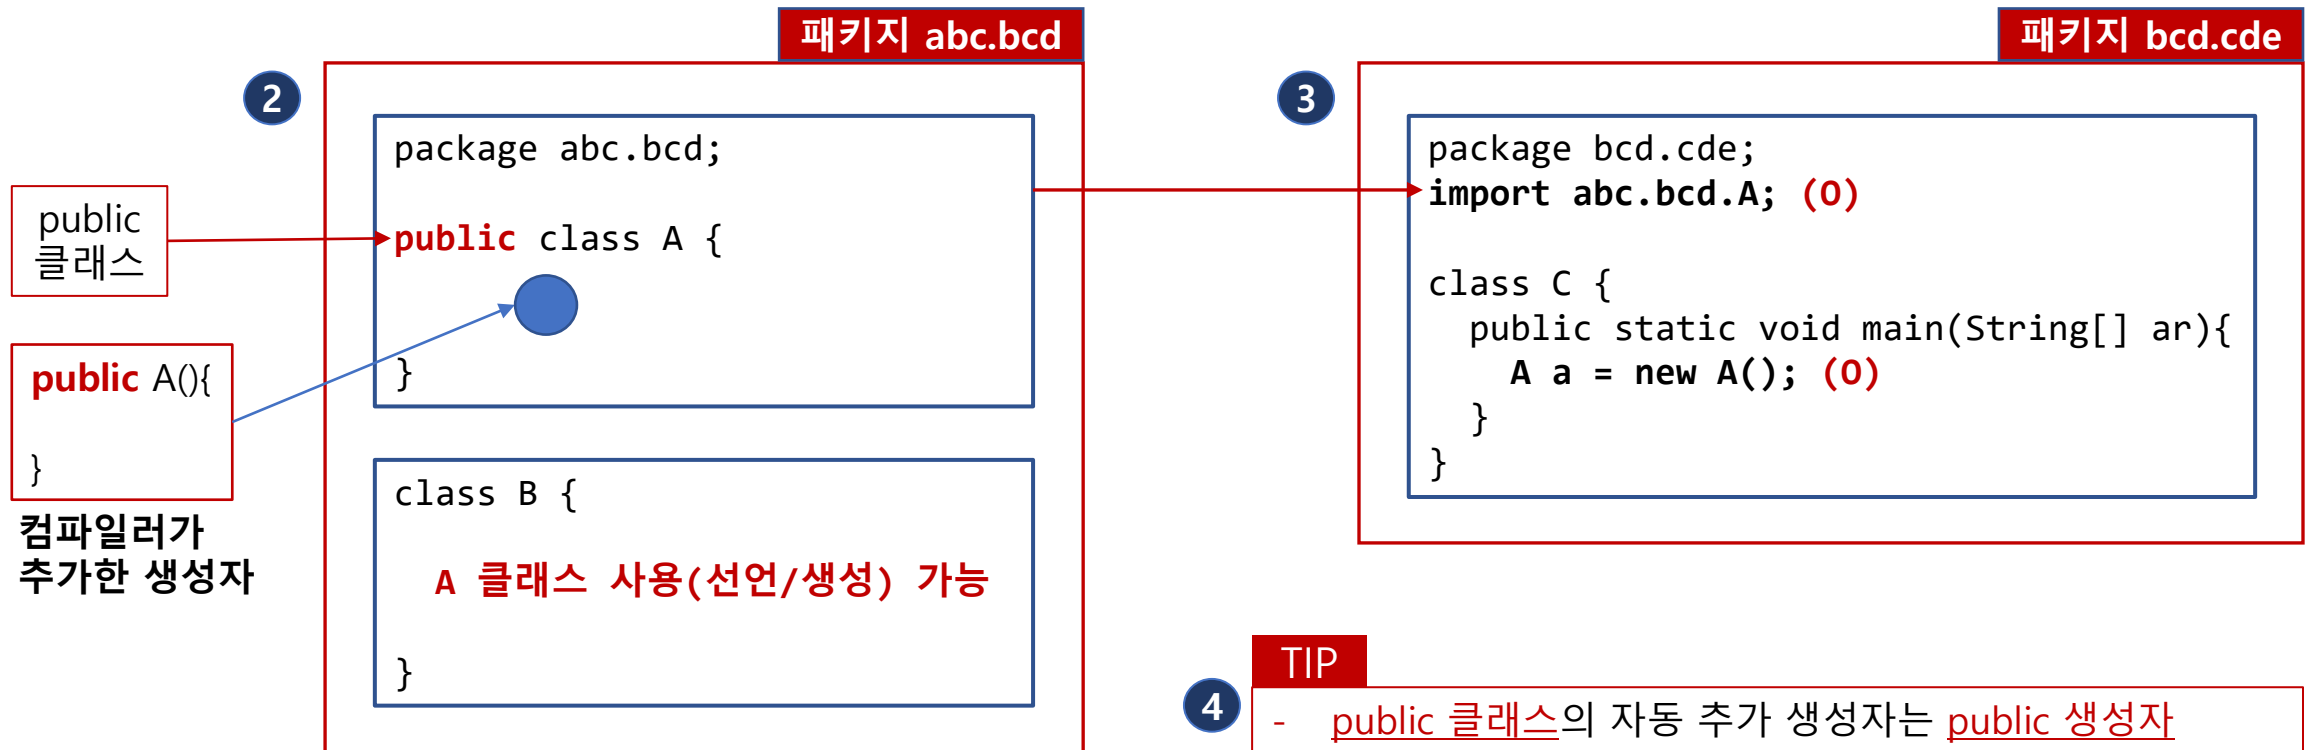 패키지 abc.bcd
2
package abc.bcd;
public class A {
}
public
클래스
public A(){
}
컴파일러가
추가한 생성자
class B {
A 클래스 사용(선언/생성) 가능
}
패키지 bcd.cde
3
package bcd.cde;
import abc.bcd.A; (O)
class C {
public static void main(String[] ar){
A a = new A(); (O)
}
}
TIP
4
- public 클래스의 자동 추가 생성자는 public 생성자